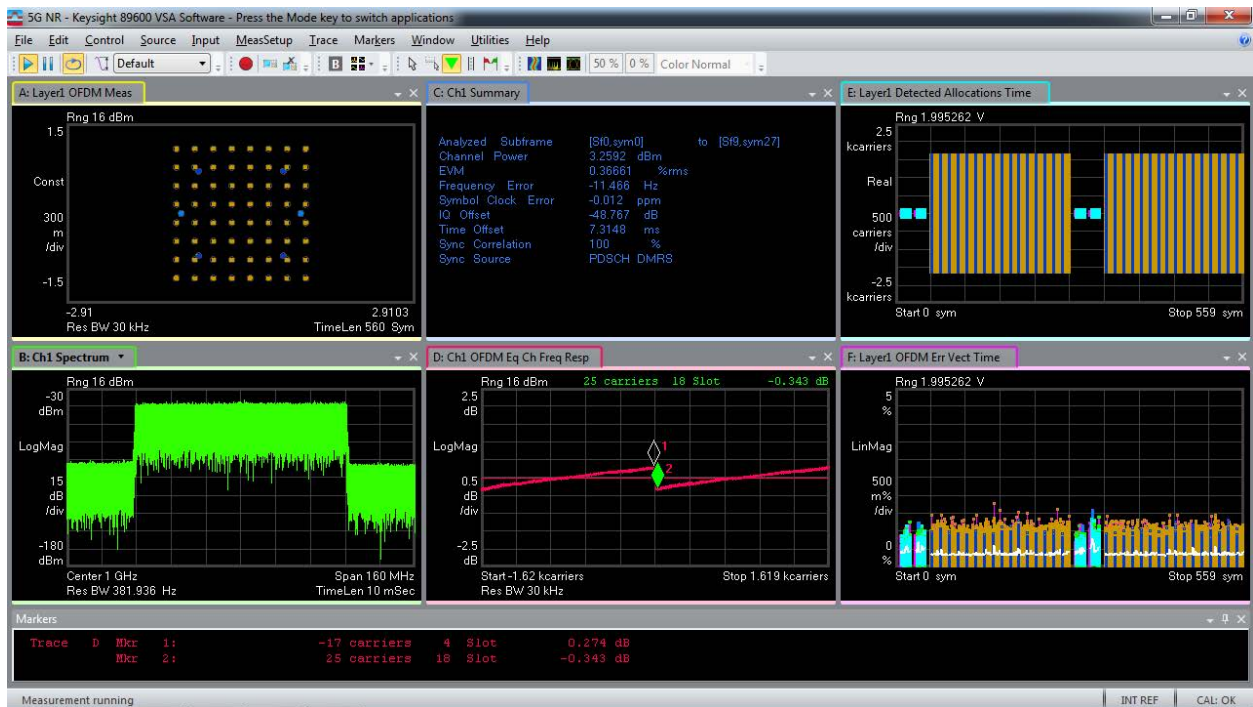 5G NR - Keysight 89600 VSA Software - Press the Mode key to switch applications
File Edit Control Source Input MeasSetup Trace Markers Window Utilities Help
Default B 50 % 0 % Color Normal
A: Layer1 OFDM Meas
Rng 16 dBm
1.5
Const
300
m
/div
-1.5
-2.91 2.9103
Res BW 30 kHz TimeLen 560 Sym
C: Ch1 Summary
Analyzed Subframe [Sf0,sym0] to [Sf9,sym27]
Channel Power 3.2592 dBm
EVM 0.36661 %rms
Frequency Error -11.466 Hz
Symbol Clock Error -0.012 ppm
IQ Offset -48.767 dB
Time Offset 7.3148 ms
Sync Correlation 100 %
Sync Source PDSCH DMRS
E: Layer1 Detected Allocations Time
Rng 1.995262 V
2.5
kcarriers
Real
500
carriers
/div
-2.5
kcarriers
Start 0 sym Stop 559 sym
B: Ch1 Spectrum
Rng 16 dBm
-30
dBm
LogMag
15
dB
/div
-180
dBm
Center 1 GHz Span 160 MHz
Res BW 381.936 Hz TimeLen 10 mSec
D: Ch1 OFDM Eq Ch Freq Resp
Rng 16 dBm 25 carriers 18 Slot -0.343 dB
2.5
dB
LogMag
1
2
0.5
dB
/div
-2.5
dB
Start -1.62 kcarriers Stop 1.619 kcarriers
Res BW 30 kHz
F: Layer1 OFDM Err Vect Time
Rng 1.995262 V
5
%
LinMag
500
m%
/div
0
%
Start 0 sym Stop 559 sym
Markers
Trace D Mkr 1: -17 carriers 4 Slot 0.274 dB
Mkr 2: 25 carriers 18 Slot -0.343 dB
Measurement running INT REF CAL: OK